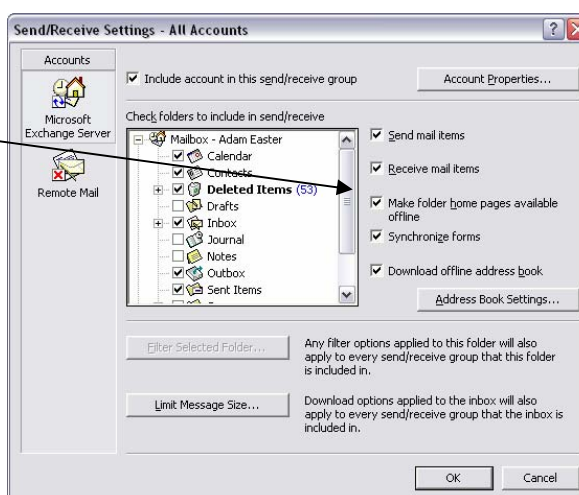 Send/Receive Settings - All Accounts
Accounts
Microsoft
Exchange Server
Remote Mail
Include account in this send/receive group
Account Properties...
Check folders to include in send/receive
Mailbox - Adam Easter
Calendar
Contacts
Deleted Items (53)
Drafts
Inbox
Journal
Notes
Outbox
Sent Items
Send mail items
Receive mail items
Make folder home pages available
offline
Synchronize forms
Download offline address book
Address Book Settings...
Filter Selected Folder...
Any filter options applied to this folder will also
apply to every send/receive group that this folder
is included in.
Limit Message Size...
Download options applied to the inbox will also
apply to every send/receive group that the inbox is
included in.
OK
Cancel